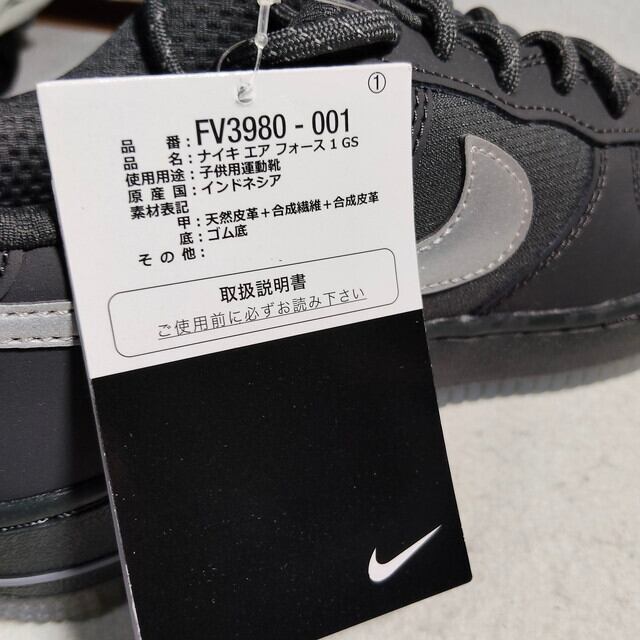 ①
品 番：FV3980 - 001
品 名：ナイキ エア フォース 1 GS
使用用途：子供用運動靴
原 産 国：インドネシア
素材表記
甲：天然皮革＋合成繊維＋合成皮革
底：ゴム底
そ の 他：
取扱説明書
ご使用前に必ずお読み下さい